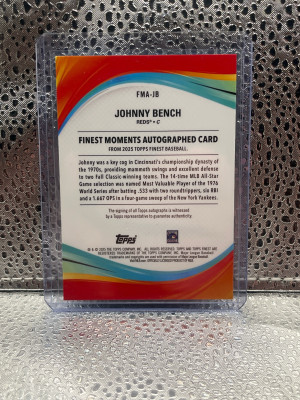 FMA-JB
JOHNNY BENCH
REDS® • C
FINEST MOMENTS AUTOGRAPHED CARD
FROM 2023 TOPPS FINEST BASEBALL.
Johnny was a key cog in Cincinnati's championship dynasty of
the 1970s, providing mammoth swings and excellent defense
to two Fall Classic-winning teams. The 14-time MLB All-Star
Game selection was named Most Valuable Player of the 1976
World Series after batting .533 with two roundtrippers, six RBI
and a 1.667 OPS in a four-game sweep of the New York Yankees.
The signing of all Topps autographs is witnessed
by a Topps representative to guarantee authenticity.
Topps